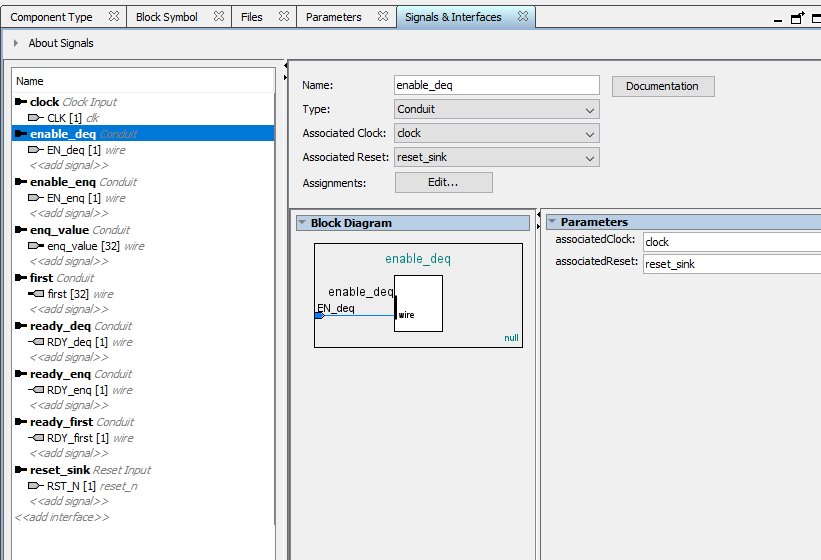 Component Type Block Symbol Files Parameters Signals & Interfaces
About Signals
Name
clock Clock Input
CLK [1] clk
enable_deq Conduit
EN_deq [1] wire
<<add signal>>
enable_enq Conduit
EN_enq [1] wire
<<add signal>>
enq_value Conduit
enq_value [32] wire
<<add signal>>
first Conduit
first [32] wire
<<add signal>>
ready_deq Conduit
RDY_deq [1] wire
<<add signal>>
ready_enq Conduit
RDY_enq [1] wire
<<add signal>>
ready_first Conduit
RDY_first [1] wire
<<add signal>>
reset_sink Reset Input
RST_N [1] reset_n
<<add signal>>
<<add interface>>
Name: enable_deq Documentation
Type: Conduit
Associated Clock: clock
Associated Reset: reset_sink
Assignments: Edit...
Block Diagram
enable_deq
enable_deq
EN_deq
wire
null
Parameters
associatedClock: clock
associatedReset: reset_sink